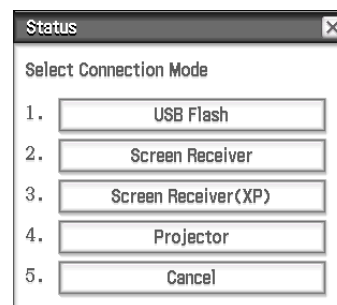 Status
Select Connection Mode
1. USB Flash
2. Screen Receiver
3. Screen Receiver(XP)
4. Projector
5. Cancel